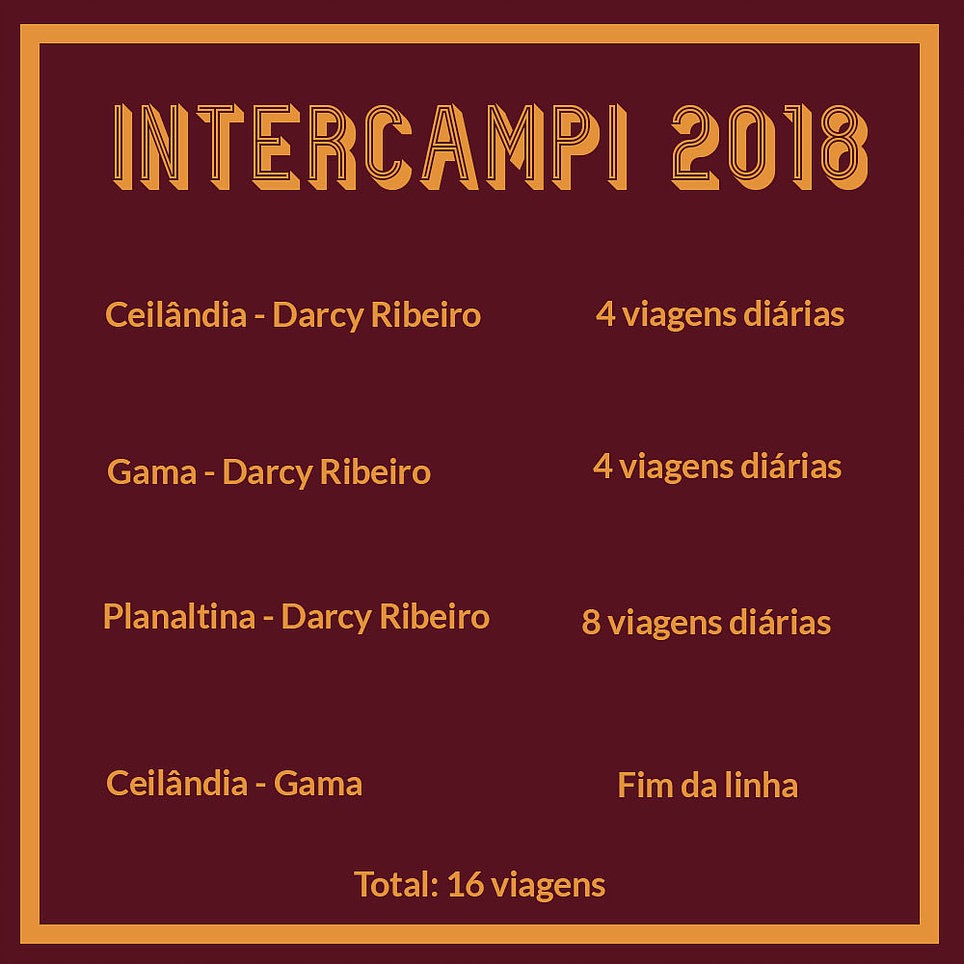 INTERCAMPI 2018
Ceilândia - Darcy Ribeiro 4 viagens diárias
Gama - Darcy Ribeiro 4 viagens diárias
Planaltina - Darcy Ribeiro 8 viagens diárias
Ceilândia - Gama Fim da linha
Total: 16 viagens